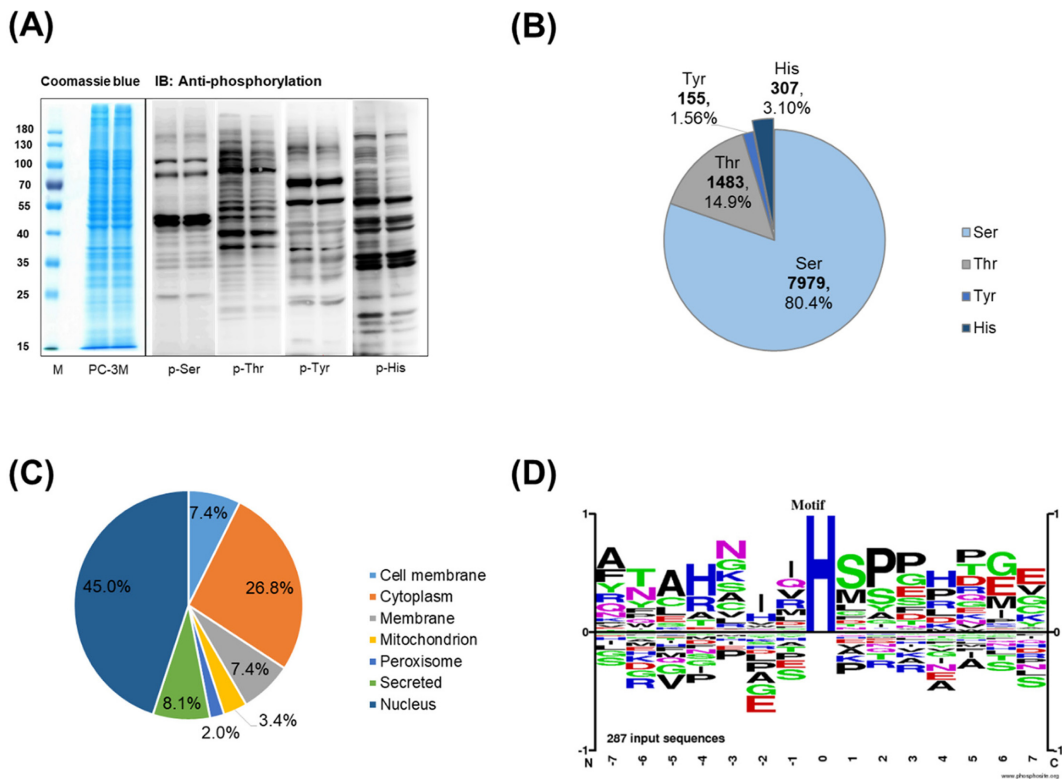 (A)
Coomassie blue IB: Anti-phosphorylation
180
130
100
70
55
40
35
25
15
M PC-3M p-Ser p-Thr p-Tyr p-His
(B)
Tyr
155,
1.56%
His
307,
3.10%
Thr
1483,
14.9%
Ser
7979,
80.4%
Ser
Thr
Tyr
His
(C)
7.4%
26.8%
7.4%
3.4%
2.0%
8.1%
45.0%
Cell membrane
Cytoplasm
Membrane
Mitochondrion
Peroxisome
Secreted
Nucleus
(D)
Motif
1 1
0 0
-1 -1
H
287 input sequences
N -7 -6 -5 -4 -3 -2 -1 0 1 2 3 4 5 6 7 C
www.phosphosite.org